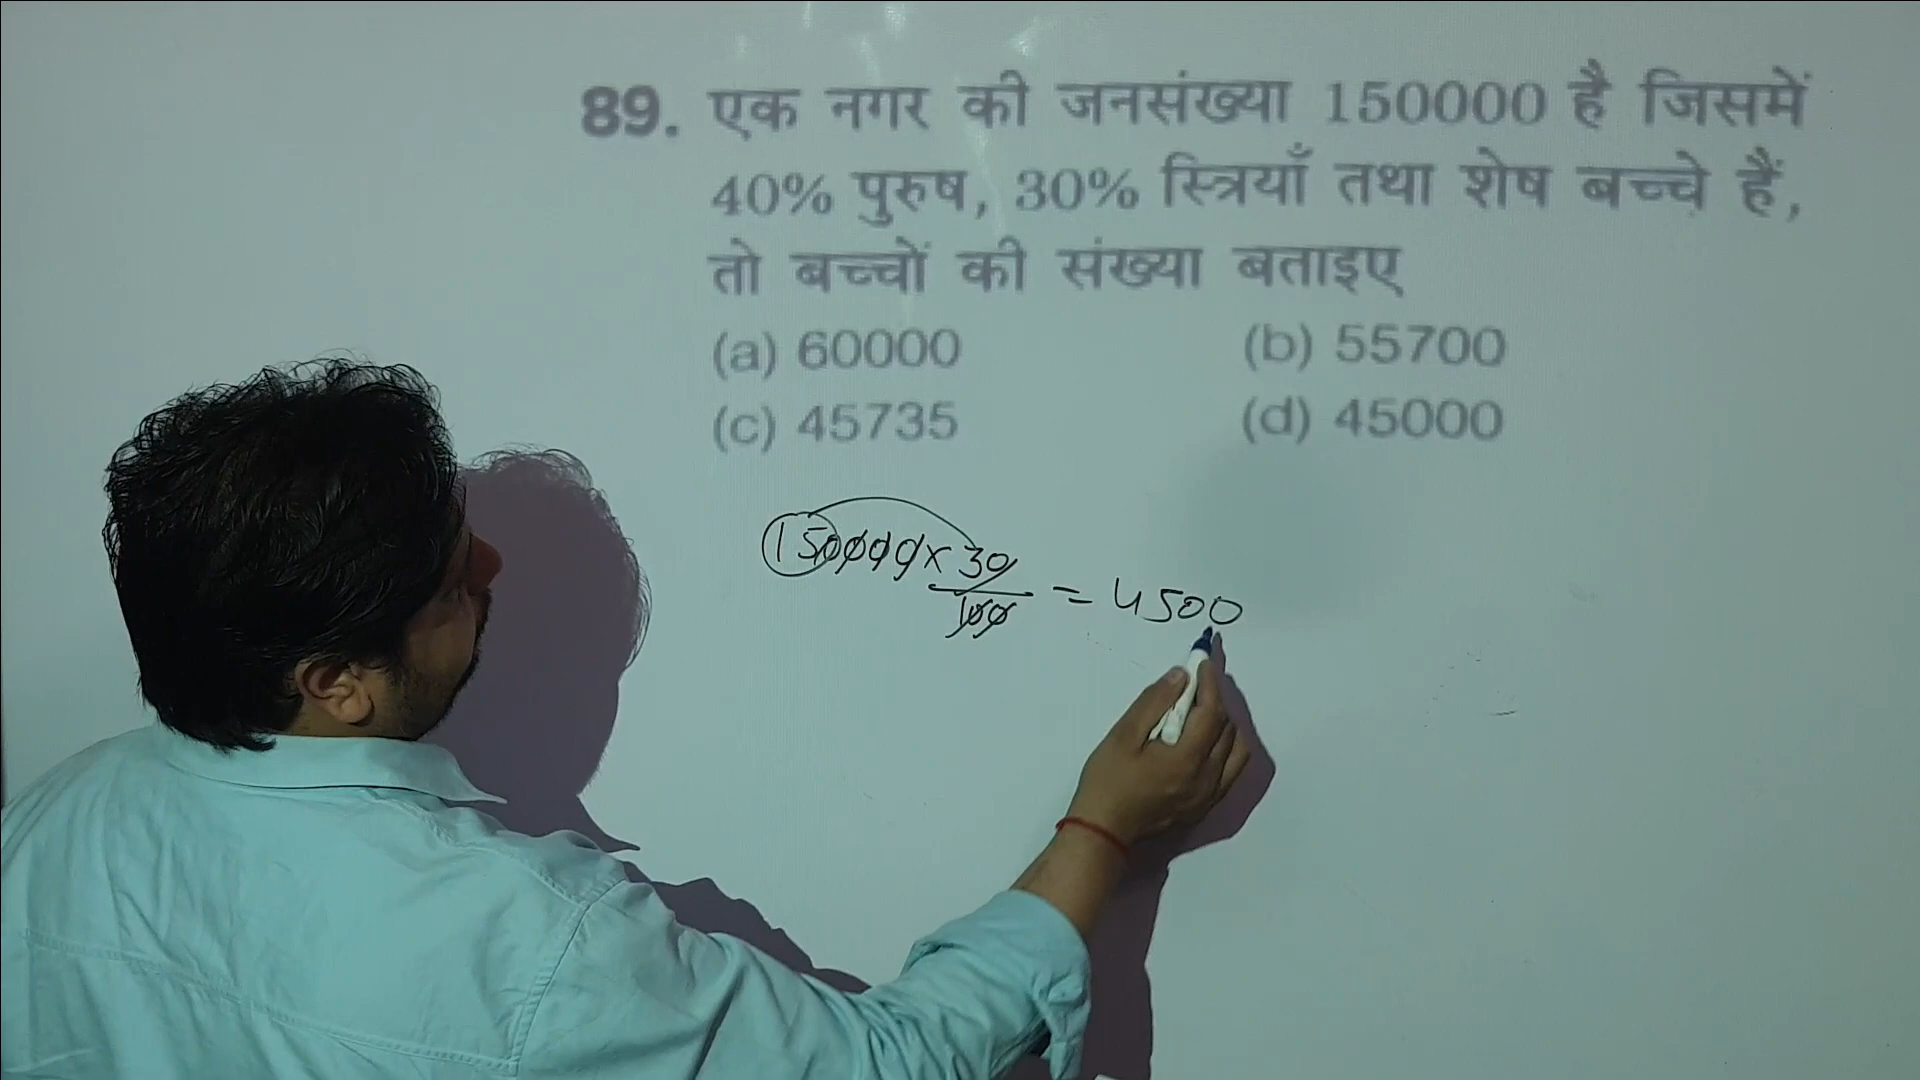 89. एक नगर की जनसंख्या 150000 है जिसमें
40% पुरुष, 30% स्त्रियाँ तथा शेष बच्चे हैं,
तो बच्चों की संख्या बताइए
(a) 60000 (b) 55700
(c) 45735 (d) 45000
150000 × 30
100
= 4500